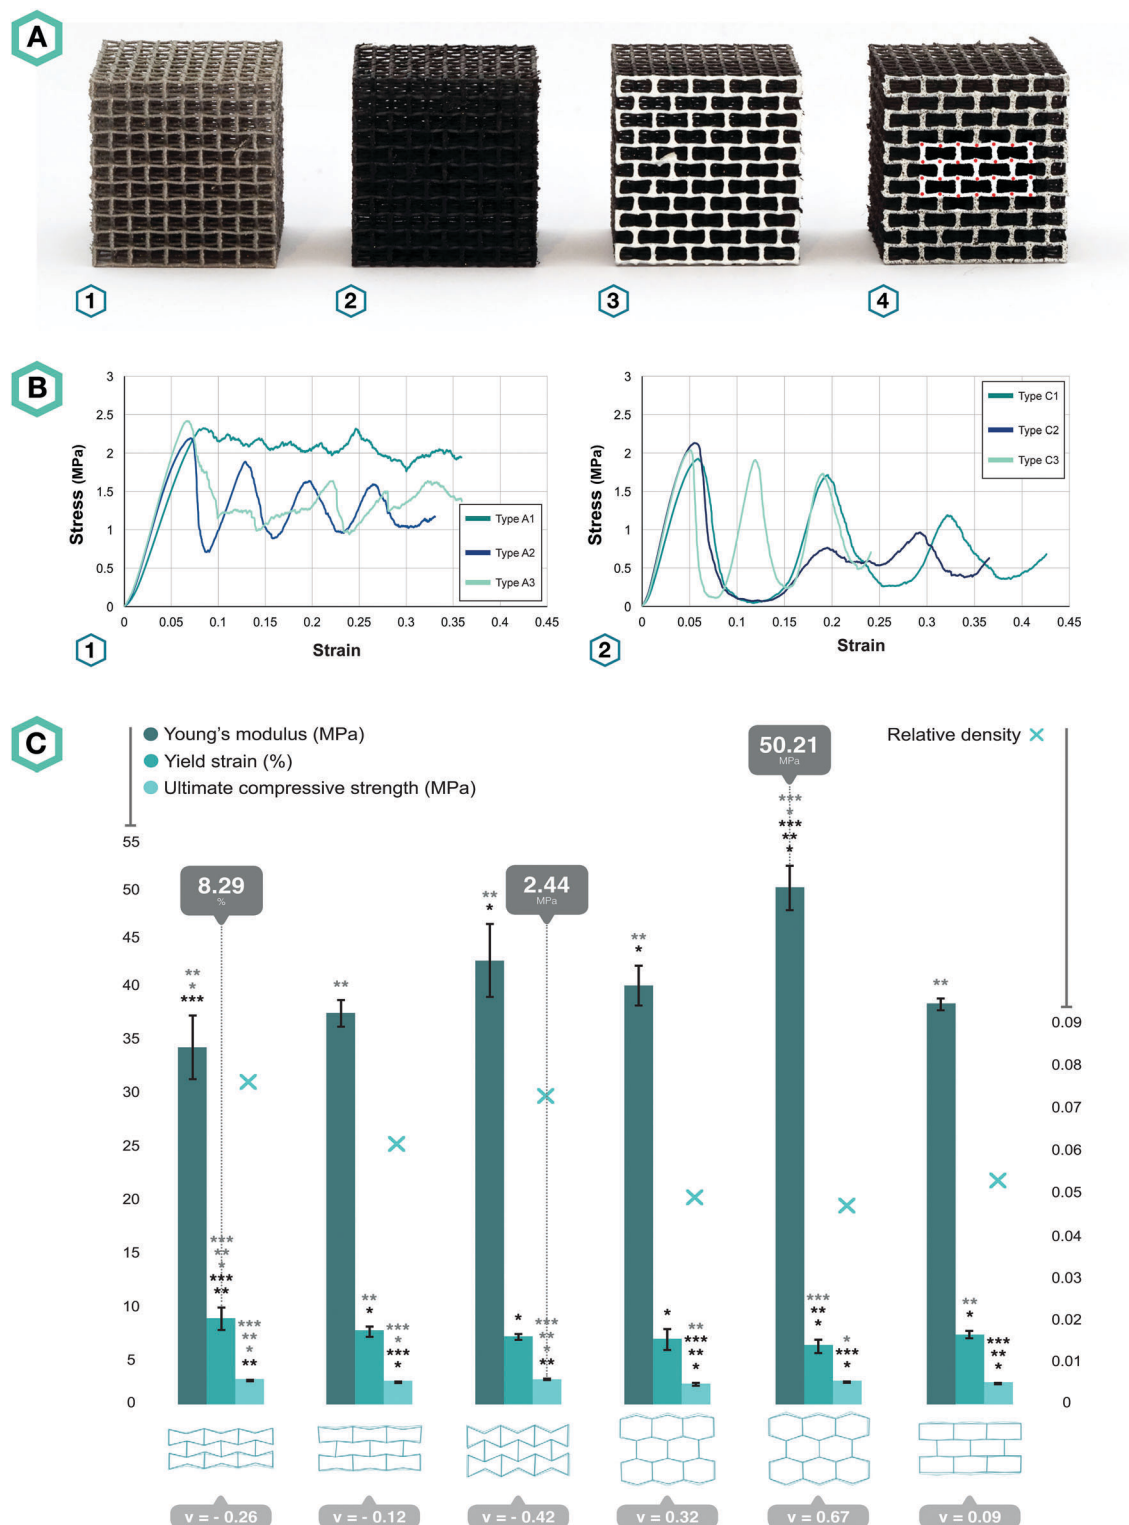 A
1
2
3
4
B
3
2.5
2
1.5
1
0.5
0
Stress (MPa)
Type A1
Type A2
Type A3
0 0.05 0.1 0.15 0.2 0.25 0.3 0.35 0.4 0.45
Strain
1
3
2.5
2
1.5
1
0.5
0
Stress (MPa)
Type C1
Type C2
Type C3
0 0.05 0.1 0.15 0.2 0.25 0.3 0.35 0.4 0.45
Strain
2
C
Young's modulus (MPa)
Yield strain (%)
Ultimate compressive strength (MPa)
50.21
MPa
Relative density
8.29
%
2.44
MPa
55
50
45
40
35
30
25
20
15
10
5
0
0.09
0.08
0.07
0.06
0.05
0.04
0.03
0.02
0.01
0
v = - 0.26
v = - 0.12
v = - 0.42
v = 0.32
v = 0.67
v = 0.09